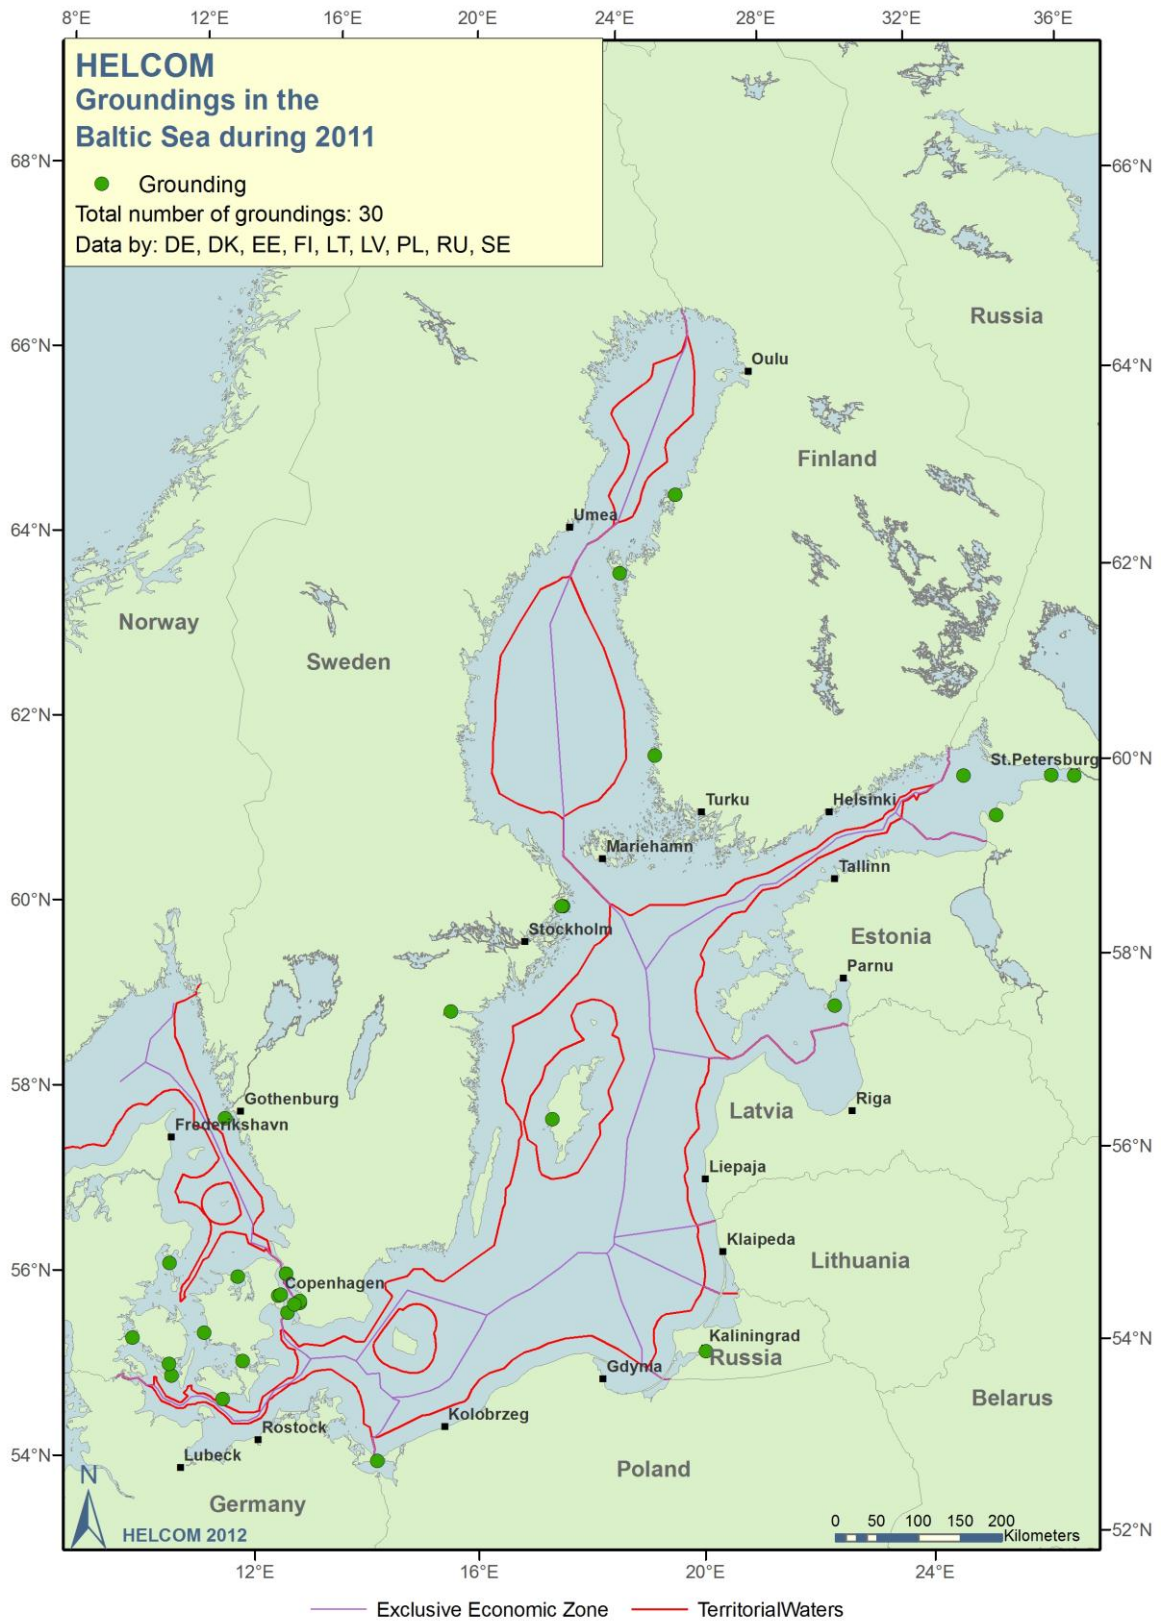 8°E 12°E 16°E 20°E 24°E 28°E 32°E 36°E
HELCOM
Groundings in the
Baltic Sea during 2011
Grounding
Total number of groundings: 30
Data by: DE, DK, EE, FI, LT, LV, PL, RU, SE
68°N
66°N
Russia
66°N
Oulu
64°N
Finland
Umea
64°N
62°N
Norway
Sweden
62°N
60°N
St.Petersburg
Turku
Helsinki
Mariehamn
Tallinn
60°N
Stockholm
Estonia
58°N
Parnu
58°N
Gothenburg
Riga
Latvia
Frederikshavn
56°N
Liepaja
Klaipeda
Lithuania
56°N
Copenhagen
54°N
Kaliningrad
Russia
Gdynia
Belarus
Kolobrzeg
Rostock
54°N
Lubeck
Poland
N
Germany
0 50 100 150 200
Kilometers
HELCOM 2012
52°N
12°E 16°E 20°E 24°E
Exclusive Economic Zone
TerritorialWaters